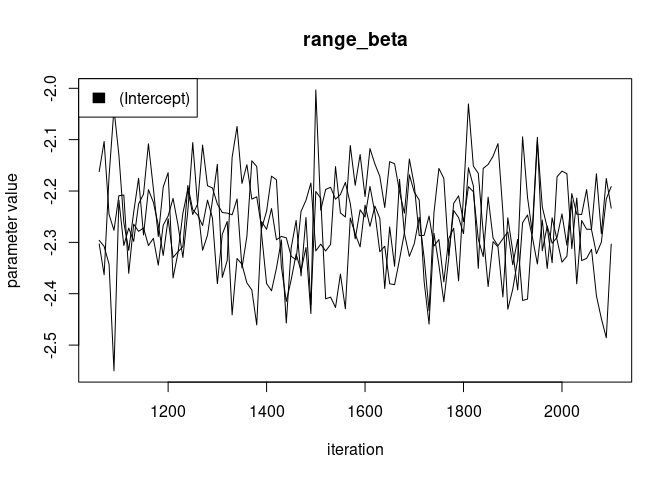 range_beta
(Intercept)
parameter value
-2.0
-2.1
-2.2
-2.3
-2.4
-2.5
1200 1400 1600 1800 2000
iteration